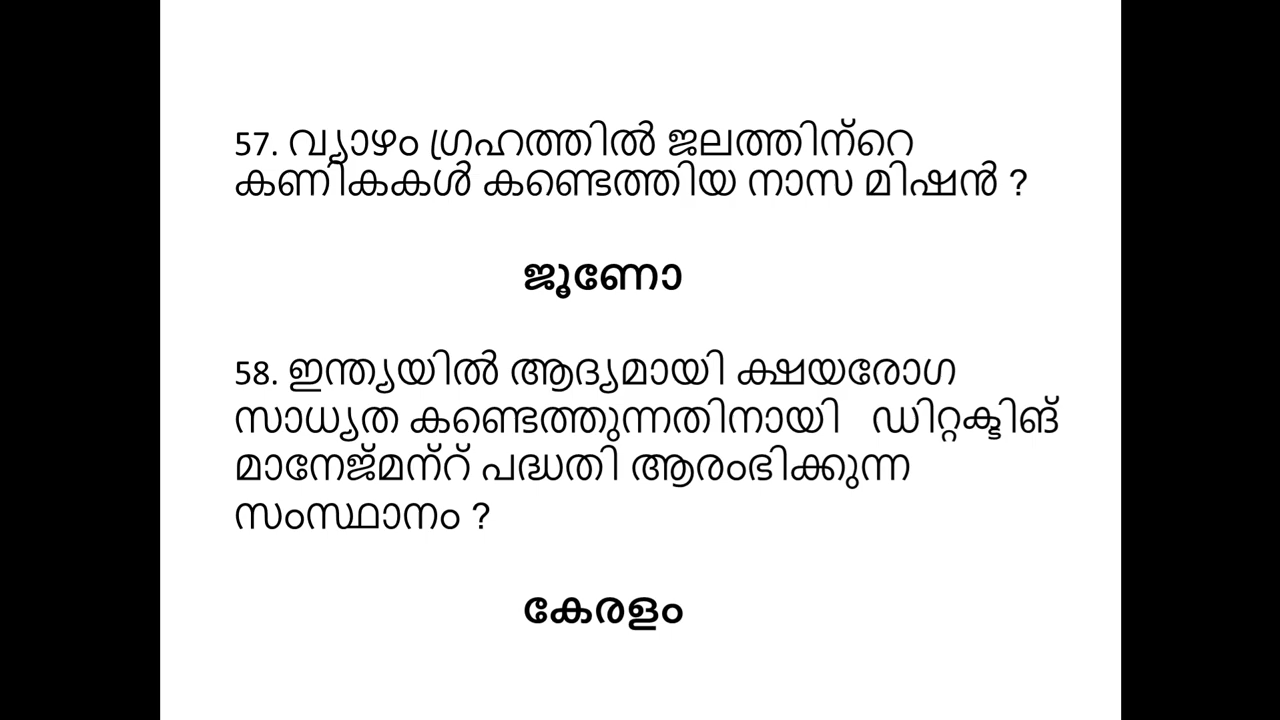 57. വ്യാഴം ഗ്രഹത്തിൽ ജലത്തിന്റെ
കണികകൾ കണ്ടെത്തിയ നാസ മിഷൻ ?
ജൂണോ
58. ഇന്ത്യയിൽ ആദ്യമായി ക്ഷയരോഗ
സാധ്യത കണ്ടെത്തുന്നതിനായി ഡിറ്റക്ടിങ്
മാനേജ്മന്റ് പദ്ധതി ആരംഭിക്കുന്ന
സംസ്ഥാനം ?
കേരളം